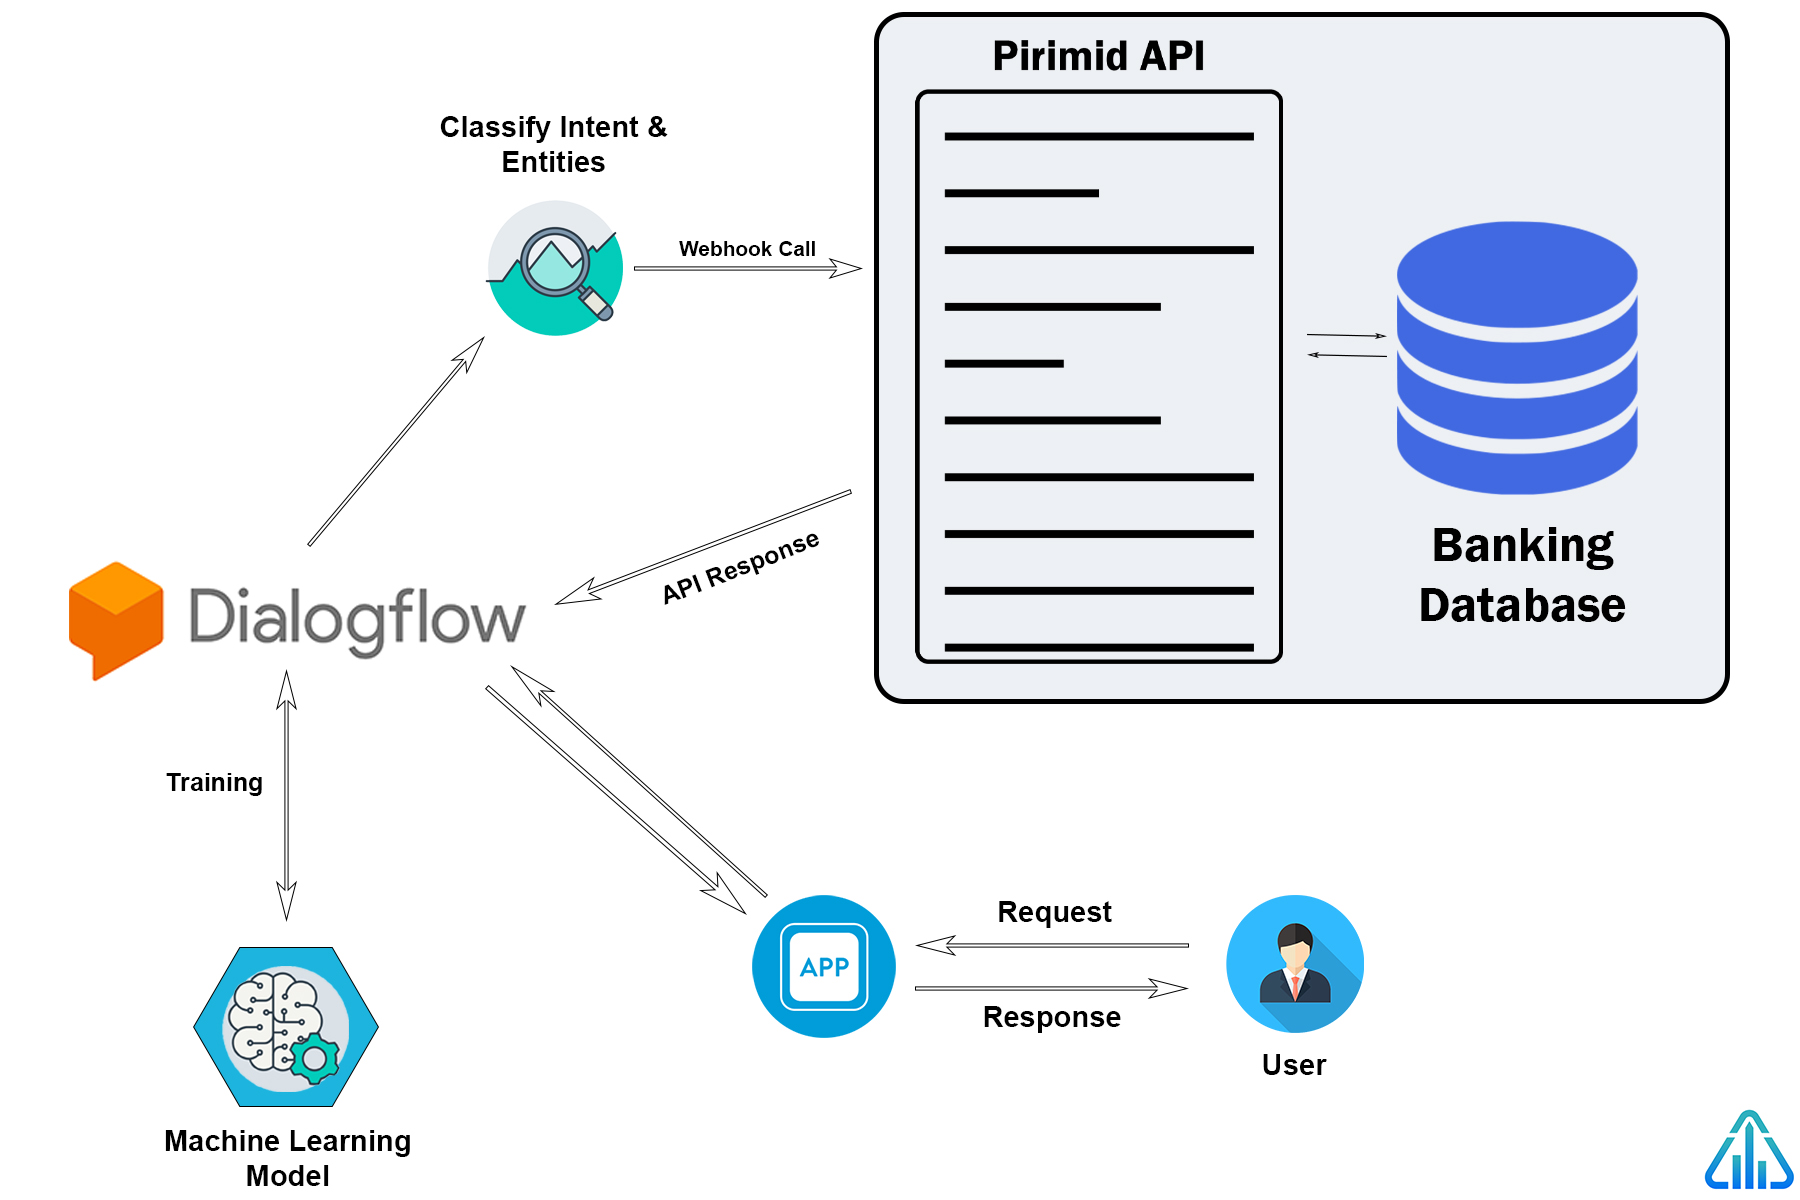 Pirimid API
Classify Intent &
Entities
Webhook Call
Banking
Database
API Response
Dialogflow
Training
APP
Request
Response
User
Machine Learning
Model